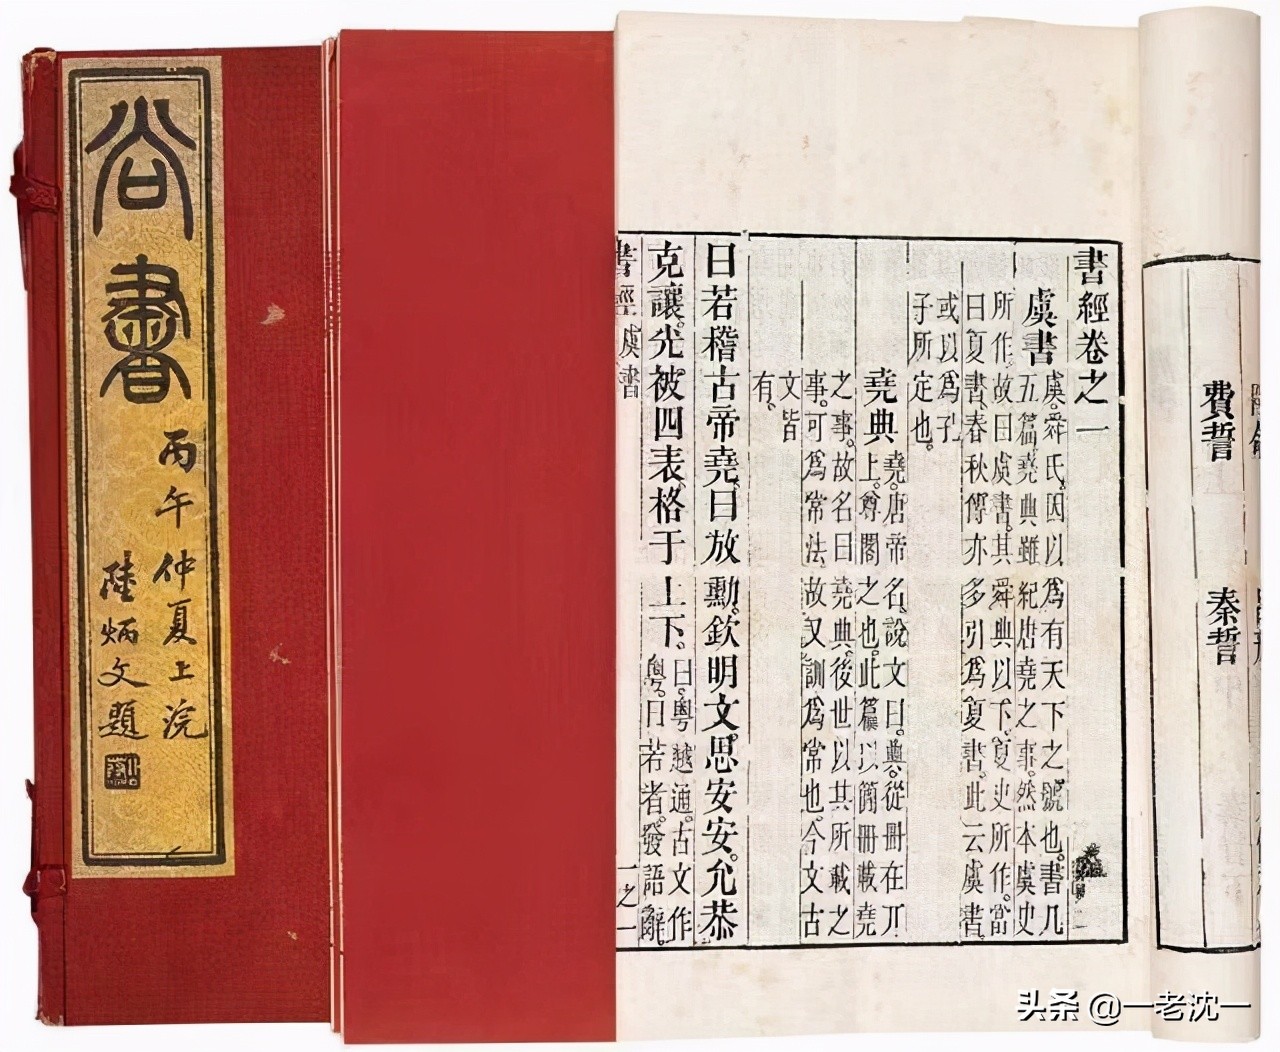 尚書
丙午仲夏上浣
陸炳文題
費誓
秦誓
書經卷之一
虞書
虞。舜氏。因以爲有天下之號也。書凡
五篇。堯典雖紀唐堯之事。然本虞史
所作。故曰虞書。其舜典以下。夏史所作。當
曰夏書。春秋傳亦多引爲夏書。此云虞書。
或以爲孔
子所定也。
堯典
堯。唐帝名。說文曰。典。從冊在丌
上。尊閣之也。此篇以簡冊載堯
之事。故名曰堯典。後世以其所載之
事。可爲常法。故又訓爲常也。今文古
文皆
有。
曰若稽古帝堯。曰放勳。欽明文。思安安。允恭
克讓。光被四表。格于上下。
曰。粵越通。古文作
粵。曰若者。發語辭。
書經 虞書 一之一
头条 @一老沈一